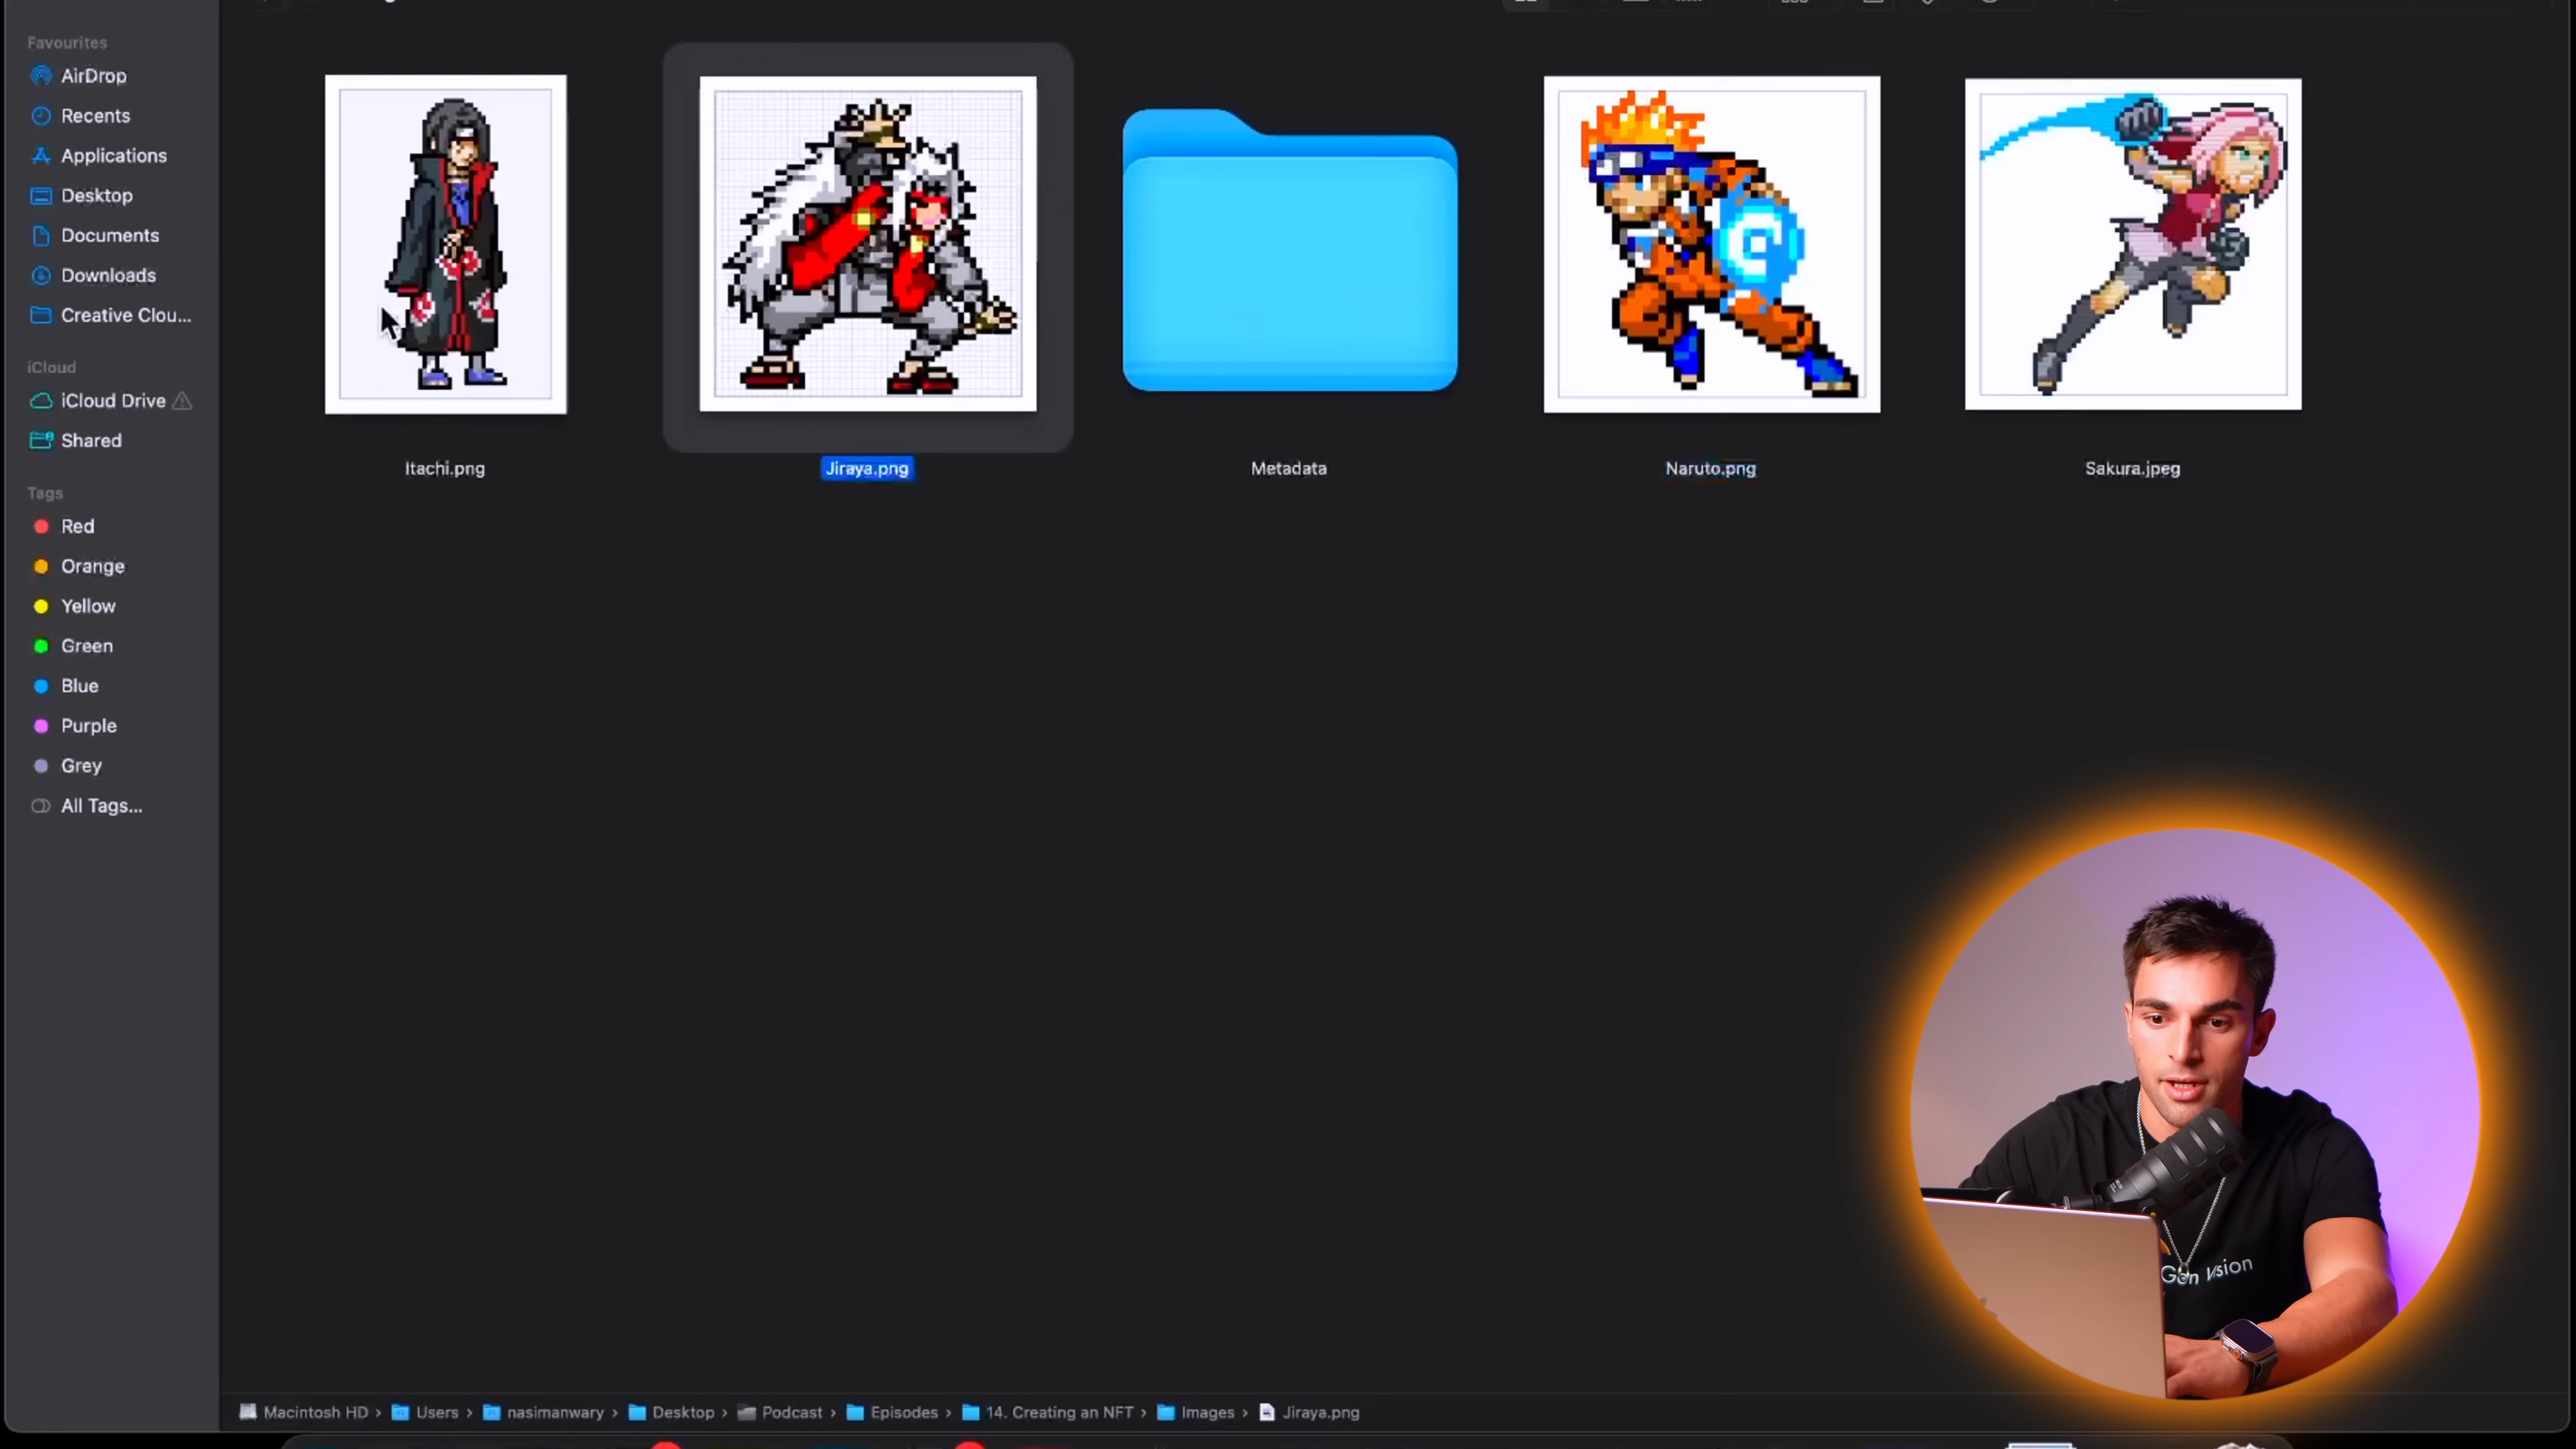 Favourites
AirDrop
Recents
Applications
Desktop
Documents
Downloads
Creative Clou...
iCloud
iCloud Drive
Shared
Tags
Red
Orange
Yellow
Green
Blue
Purple
Grey
All Tags...
Itachi.png
Jiraya.png
Metadata
Naruto.png
Sakura.jpeg
Gen Vision
Macintosh HD › Users › nasimanwary › Desktop › Podcast › Episodes › 14. Creating an NFT › Images › Jiraya.png